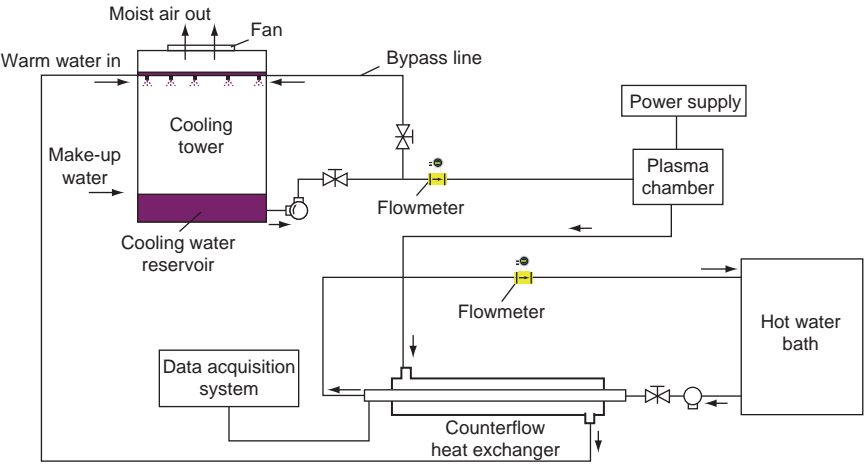 Moist air out
Fan
Warm water in
Bypass line
Power supply
Cooling
tower
Make-up
water
Plasma
chamber
Flowmeter
Cooling water
reservoir
Flowmeter
Hot water
bath
Data acquisition
system
Counterflow
heat exchanger